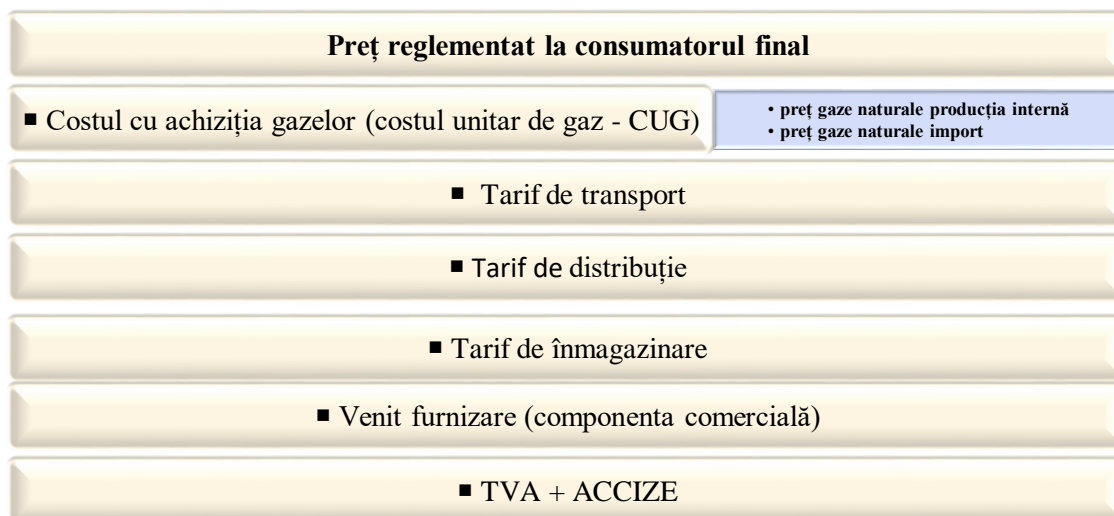 Preț reglementat la consumatorul final
▪ Costul cu achiziția gazelor (costul unitar de gaz - CUG)
• preț gaze naturale producția internă
• preț gaze naturale import
▪ Tarif de transport
▪ Tarif de distribuție
▪ Tarif de înmagazinare
▪ Venit furnizare (componenta comercială)
▪ TVA + ACCIZE